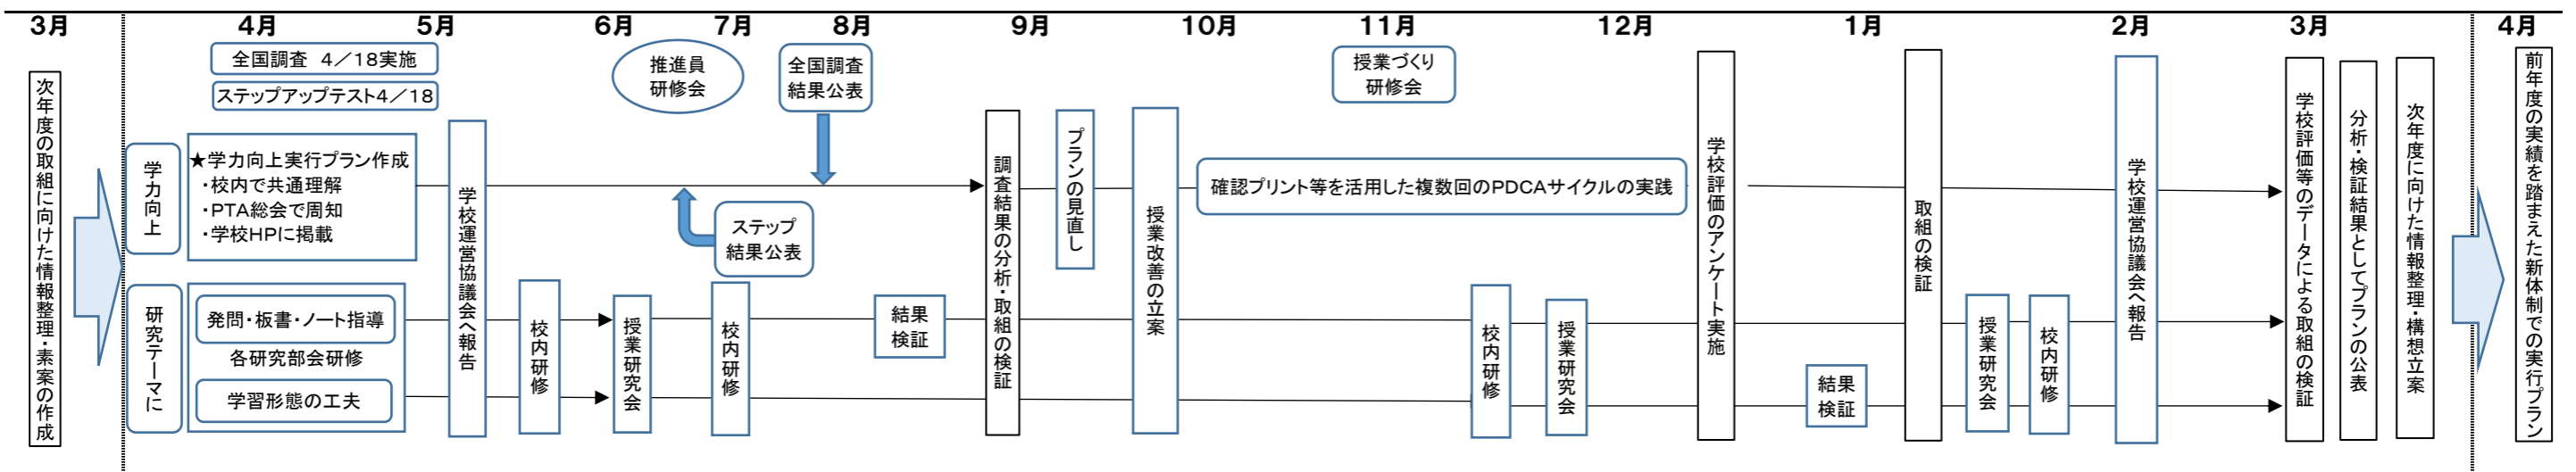 3月 4月 5月 6月 7月 8月 9月 10月 11月 12月 1月 2月 3月 4月
次年度の取組に向けた情報整理・素案の作成
全国調査 4／18実施
ステップアップテスト4／18
学力向上
★学力向上実行プラン作成
・校内で共通理解
・PTA総会で周知
・学校HPに掲載
研究テーマに
発問・板書・ノート指導
各研究部会研修
学習形態の工夫
学校運営協議会へ報告
校内研修
推進員
研修会
授業研究会
ステップ
結果公表
校内研修
全国調査
結果公表
結果
検証
調査結果の分析・取組の検証
プランの見直し
授業改善の立案
授業づくり
研修会
確認プリント等を活用した複数回のPDCAサイクルの実践
校内研修
授業研究会
学校評価のアンケート実施
結果
検証
取組の検証
授業研究会
校内研修
学校運営協議会へ報告
学校評価等のデータによる取組の検証
分析・検証結果としてプランの公表
次年度に向けた情報整理・構想立案
前年度の実績を踏まえた新体制での実行プラン